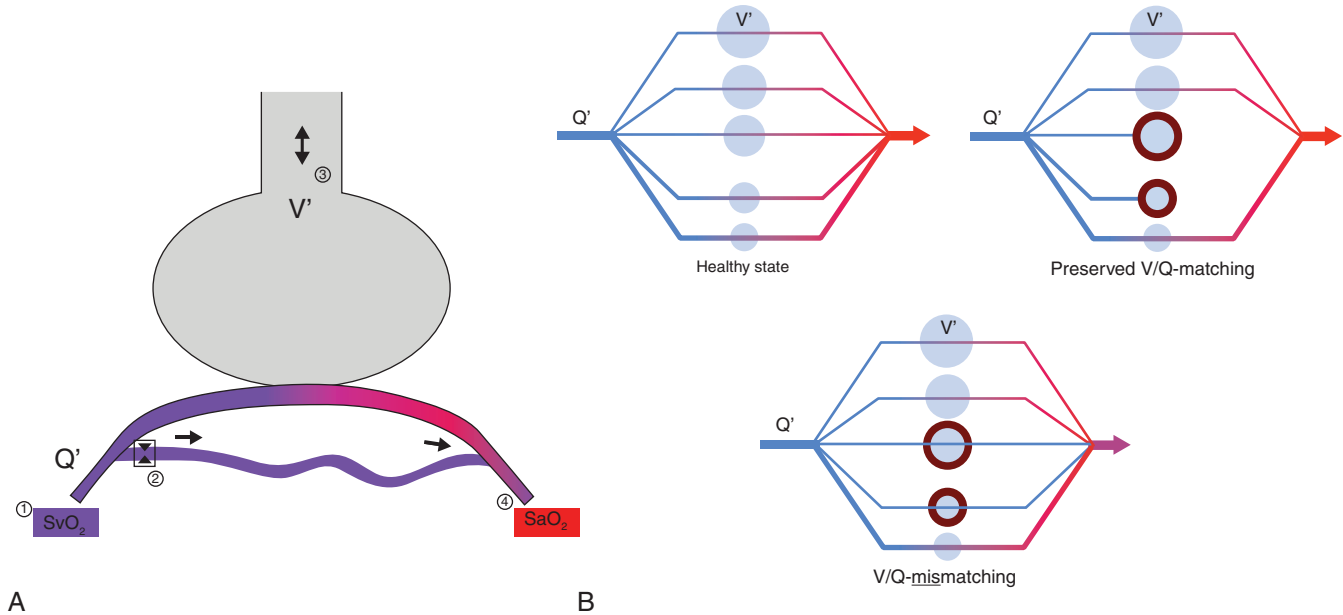 ③
V'
Q'
②
①
SvO₂
④
SaO₂
A
V'
Q'
Healthy state
V'
Q'
Preserved V/Q-matching
V'
Q'
V/Q-mismatching
B